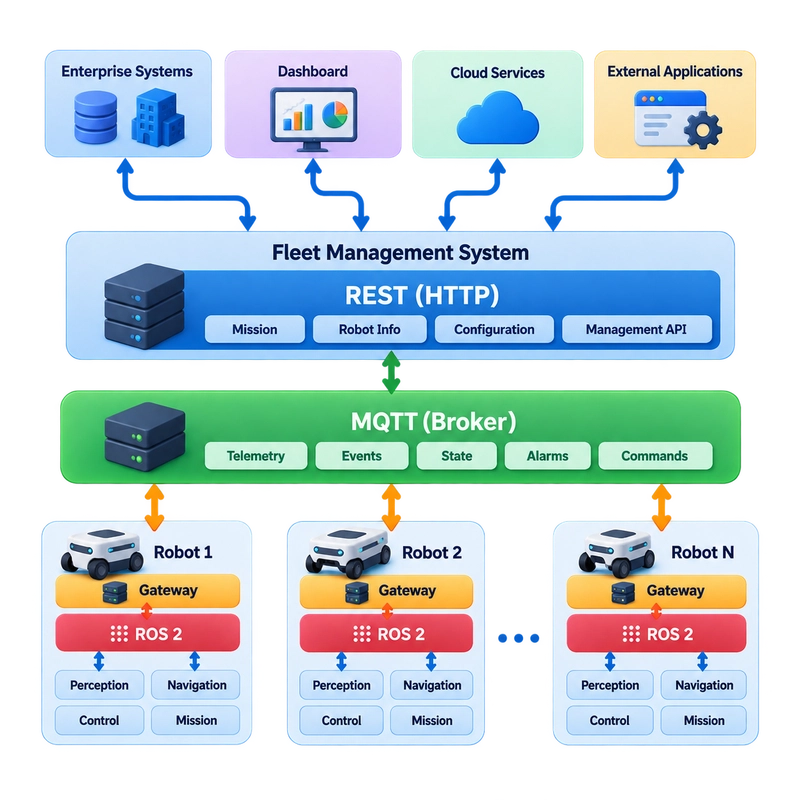 Enterprise Systems
Dashboard
Cloud Services
External Applications
Fleet Management System
REST (HTTP)
Mission
Robot Info
Configuration
Management API
MQTT (Broker)
Telemetry
Events
State
Alarms
Commands
Robot 1
Gateway
ROS 2
Perception
Navigation
Control
Mission
Robot 2
Gateway
ROS 2
Perception
Navigation
Control
Mission
Robot N
Gateway
ROS 2
Perception
Navigation
Control
Mission